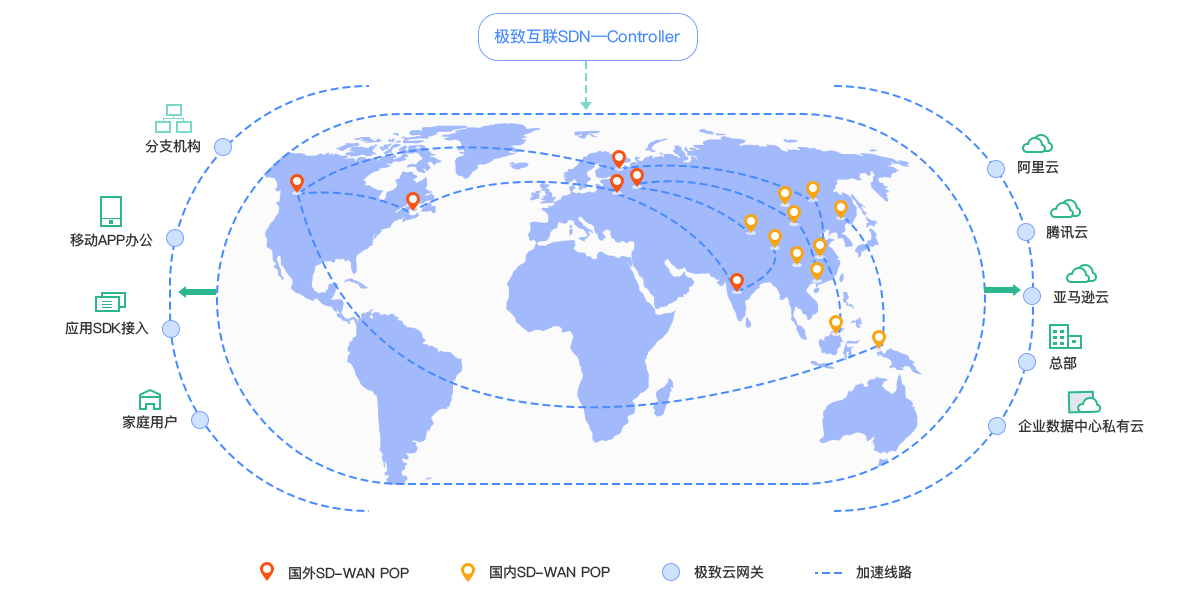 极致互联SDN—Controller
分支机构
移动APP办公
应用SDK接入
家庭用户
阿里云
腾讯云
亚马逊云
总部
企业数据中心私有云
国外SD-WAN POP
国内SD-WAN POP
极致云网关
加速线路